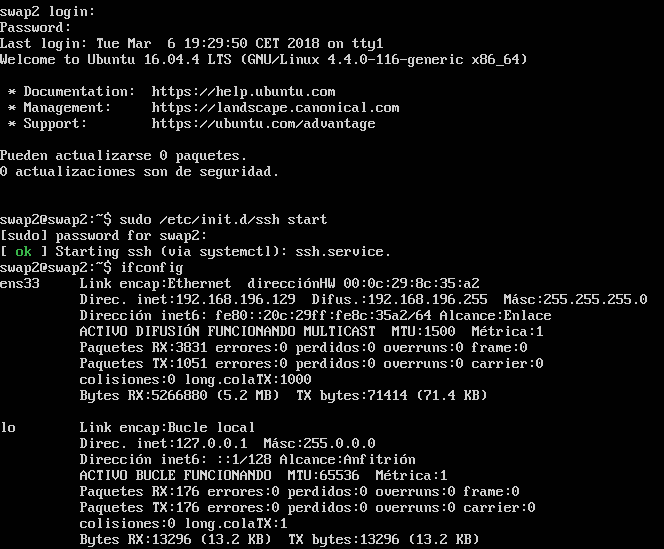 swap2 login:
Password:
Last login: Tue Mar  6 19:29:50 CET 2018 on tty1
Welcome to Ubuntu 16.04.4 LTS (GNU/Linux 4.4.0-116-generic x86_64)

 * Documentation:  https://help.ubuntu.com
 * Management:     https://landscape.canonical.com
 * Support:        https://ubuntu.com/advantage

Pueden actualizarse 0 paquetes.
0 actualizaciones son de seguridad.

swap2@swap2:~$ sudo /etc/init.d/ssh start
[sudo] password for swap2:
[ ok ] Starting ssh (via systemctl): ssh.service.
swap2@swap2:~$ ifconfig
ens33     Link encap:Ethernet  direcciónHW 00:0c:29:8c:35:a2
          Direc. inet:192.168.196.129  Difus.:192.168.196.255  Másc:255.255.255.0
          Dirección inet6: fe80::20c:29ff:fe8c:35a2/64 Alcance:Enlace
          ACTIVO DIFUSIÓN FUNCIONANDO MULTICAST  MTU:1500  Métrica:1
          Paquetes RX:3831 errores:0 perdidos:0 overruns:0 frame:0
          Paquetes TX:1051 errores:0 perdidos:0 overruns:0 carrier:0
          colisiones:0 long.colaTX:1000
          Bytes RX:5266880 (5.2 MB)  TX bytes:71414 (71.4 KB)

lo        Link encap:Bucle local
          Direc. inet:127.0.0.1  Másc:255.0.0.0
          Dirección inet6: ::1/128 Alcance:Anfitrión
          ACTIVO BUCLE FUNCIONANDO  MTU:65536  Métrica:1
          Paquetes RX:176 errores:0 perdidos:0 overruns:0 frame:0
          Paquetes TX:176 errores:0 perdidos:0 overruns:0 carrier:0
          colisiones:0 long.colaTX:1
          Bytes RX:13296 (13.2 KB)  TX bytes:13296 (13.2 KB)